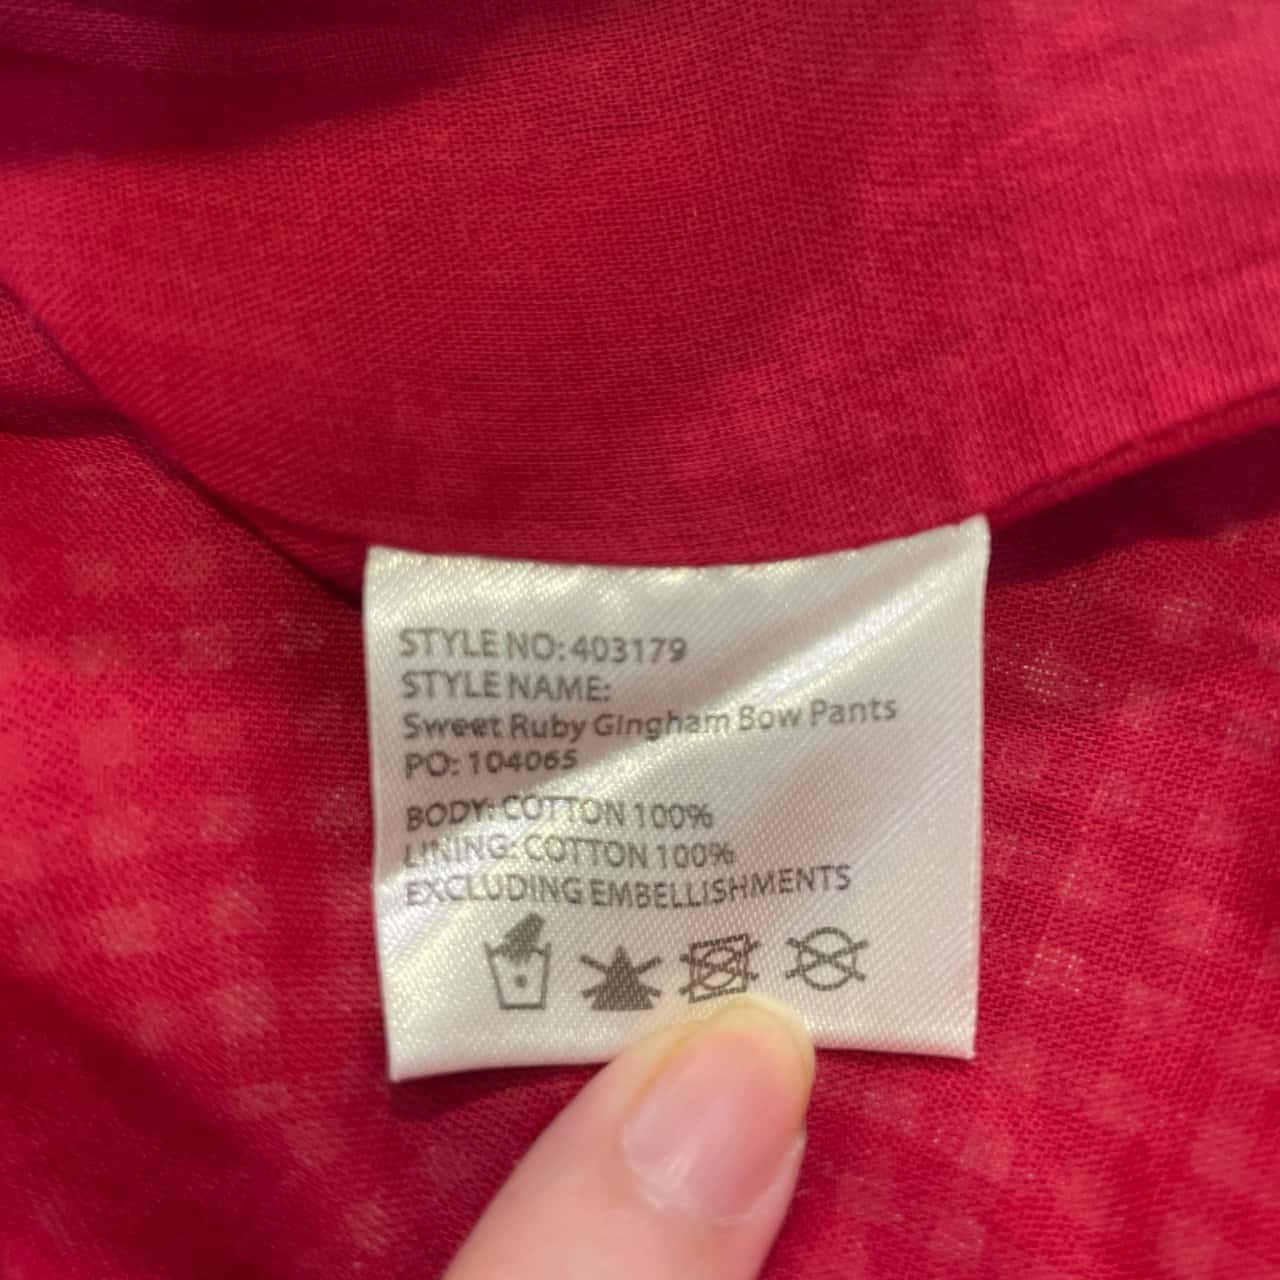 STYLE NO: 403179
STYLE NAME:
Sweet Ruby Gingham Bow Pants
PO: 104065
BODY: COTTON 100%
LINING: COTTON 100%
EXCLUDING EMBELLISHMENTS